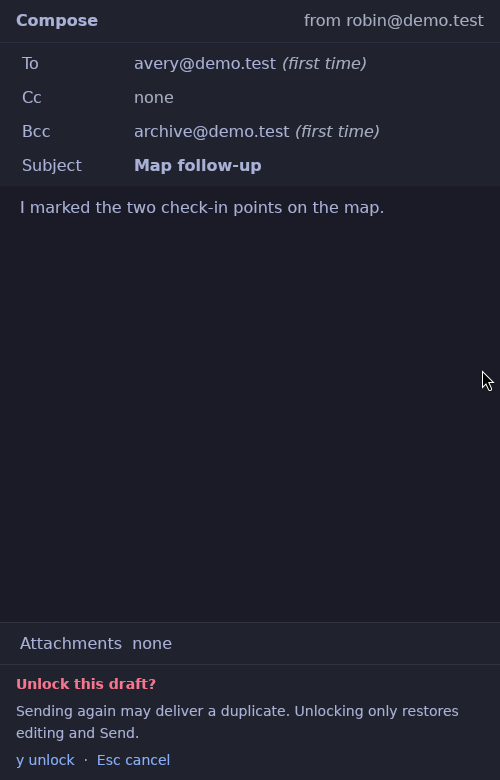 Compose from robin@demo.test
To avery@demo.test (first time)
Cc none
Bcc archive@demo.test (first time)
Subject Map follow-up
I marked the two check-in points on the map.
Attachments none
Unlock this draft?
Sending again may deliver a duplicate. Unlocking only restores
editing and Send.
y unlock · Esc cancel